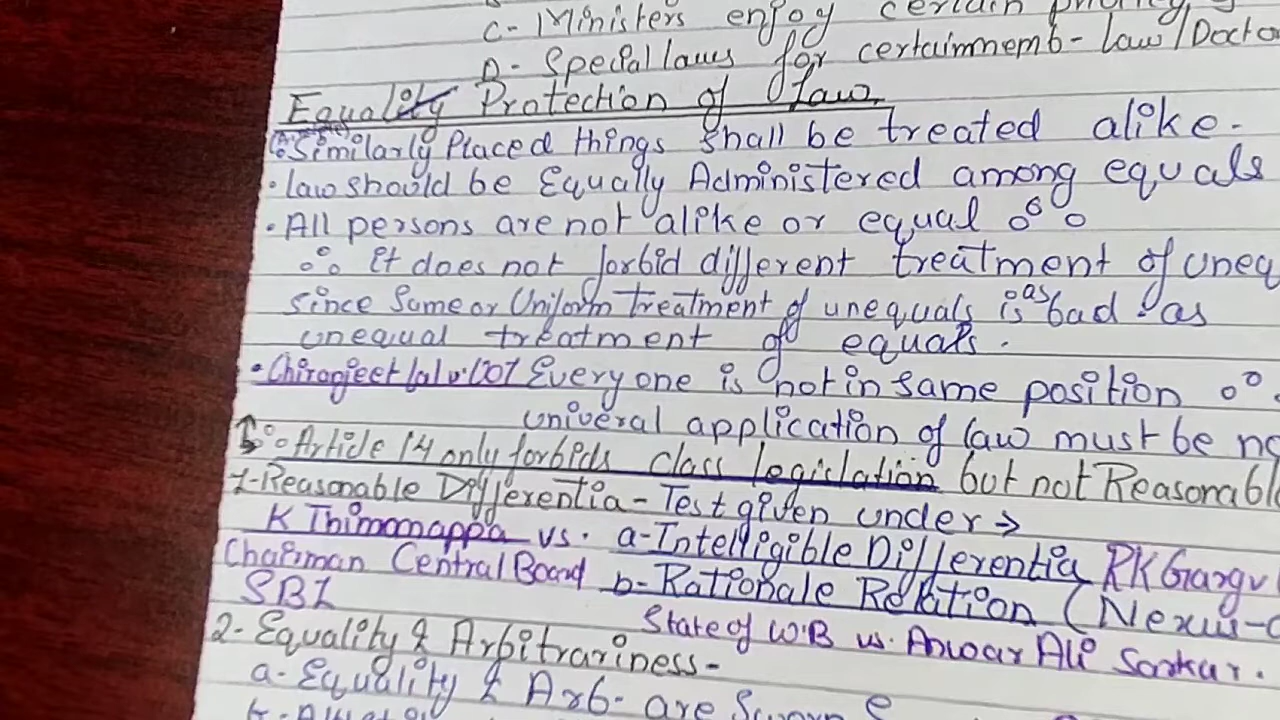 C- Ministers enjoy certain
D- Special laws for certain memb- law/Docto
Equality Protection of law
Similarly Placed things shall be treated alike.
• law should be Equally Administered among equals
• All persons are not alike or equal ∴
∴ it does not forbid different treatment of uneq
since Same or Uniform treatment of unequals is as bad as
unequal treatment of equals.
• Chiranjeet lal v. UOI Every one is not in same position ∴
univeral application of law must be no
∴ Article 14 only forbids class legislation but not Reasonabl
1- Reasonable Differentia - Test given under →
K Thimmappa vs. a- Intelligible Differentia RK Garg v
Chairman Central Board b- Rationale Relation (Nexus-
SBI
State of W.B vs. Anwar Ali Sarkar.
2- Equality & Arbitrariness-
a- Equality & Arb- are Sworn e